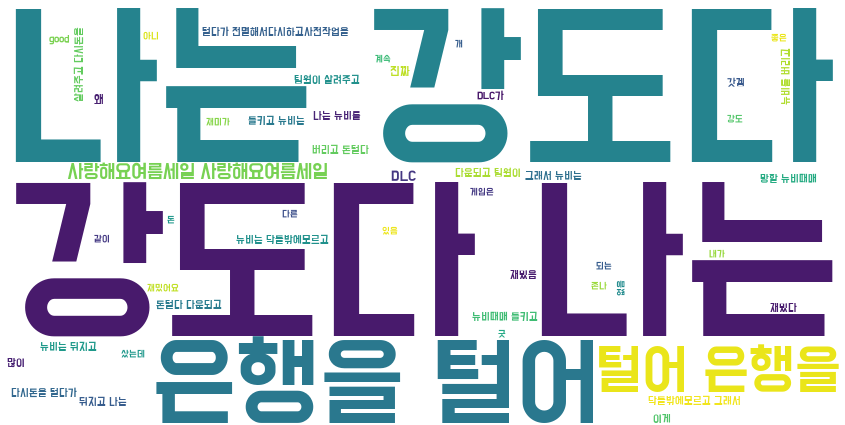 나는 강도다
good
살려주고 다시돈을
아니
털다가 전멸해서다시하고사전작업을
왜
팀원이 살려주고
재미가
들키고 뉴비는
나는 뉴비를
버리고 돈털다
계속
진짜
개
DLC가
갓겜
강도
좋은
사랑해요여름세일 사랑해요여름세일
DLC
다운되고 팀원이
그래서 뉴비는
망할 뉴비때매
강도다 나는
같이
돈
다른
뉴비는 닥돌밖에모르고
재밌어요
돈털다 다운되고
있음
게임은
재밌음
되는
존나
내가
재밌다
뉴비때매 들키고
굿
뉴비는 뒤지고
샀는데
많이
다시돈을 털다가
뒤지고 나는
은행을 털어
털어 은행을
닥돌밖에모르고 그래서
이게